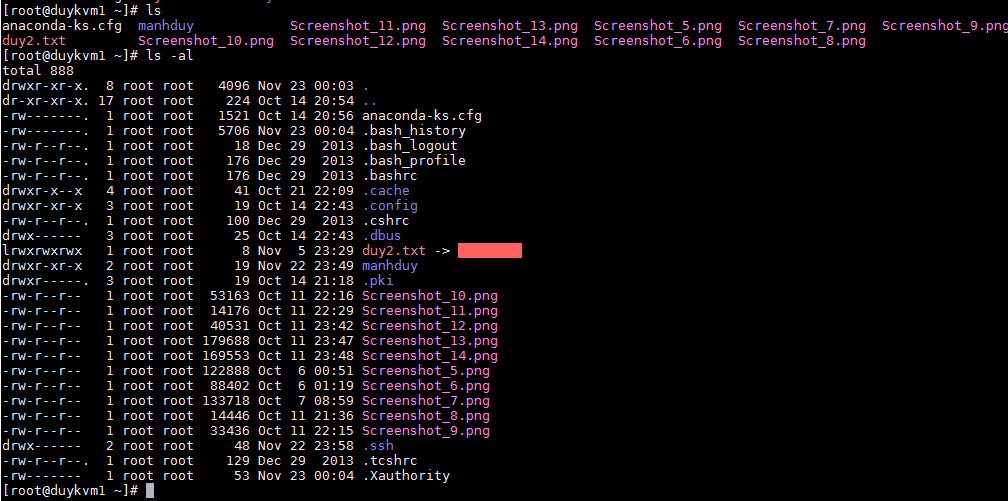 [root@duykvm1 ~]# ls
anaconda-ks.cfg  manhduy            Screenshot_11.png  Screenshot_13.png  Screenshot_5.png  Screenshot_7.png  Screenshot_9.png
duy2.txt         Screenshot_10.png  Screenshot_12.png  Screenshot_14.png  Screenshot_6.png  Screenshot_8.png
[root@duykvm1 ~]# ls -al
total 888
drwxr-xr-x.  8 root root   4096 Nov 23 00:03 .
dr-xr-xr-x. 17 root root    224 Oct 14 20:54 ..
-rw-------.  1 root root   1521 Oct 14 20:56 anaconda-ks.cfg
-rw-------.  1 root root   5706 Nov 23 00:04 .bash_history
-rw-r--r--.  1 root root     18 Dec 29  2013 .bash_logout
-rw-r--r--.  1 root root    176 Dec 29  2013 .bash_profile
-rw-r--r--.  1 root root    176 Dec 29  2013 .bashrc
drwxr-x--x   4 root root     41 Oct 21 22:09 .cache
drwxr-xr-x   3 root root     19 Oct 14 22:43 .config
-rw-r--r--.  1 root root    100 Dec 29  2013 .cshrc
drwx------   3 root root     25 Oct 14 22:43 .dbus
lrwxrwxrwx   1 root root      8 Nov  5 23:29 duy2.txt ->
drwxr-xr-x   2 root root     19 Nov 22 23:49 manhduy
drwxr-----.  3 root root     19 Oct 14 21:18 .pki
-rw-r--r--   1 root root  53163 Oct 11 22:16 Screenshot_10.png
-rw-r--r--   1 root root  14176 Oct 11 22:29 Screenshot_11.png
-rw-r--r--   1 root root  40531 Oct 11 23:42 Screenshot_12.png
-rw-r--r--   1 root root 179688 Oct 11 23:47 Screenshot_13.png
-rw-r--r--   1 root root 169553 Oct 11 23:48 Screenshot_14.png
-rw-r--r--   1 root root 122888 Oct  6 00:51 Screenshot_5.png
-rw-r--r--   1 root root  88402 Oct  6 01:19 Screenshot_6.png
-rw-r--r--   1 root root 133718 Oct  7 08:59 Screenshot_7.png
-rw-r--r--   1 root root  14446 Oct 11 21:36 Screenshot_8.png
-rw-r--r--   1 root root  33436 Oct 11 22:15 Screenshot_9.png
drwx------   2 root root     48 Nov 22 23:58 .ssh
-rw-r--r--.  1 root root    129 Dec 29  2013 .tcshrc
-rw-------   1 root root     53 Nov 23 00:04 .Xauthority
[root@duykvm1 ~]#